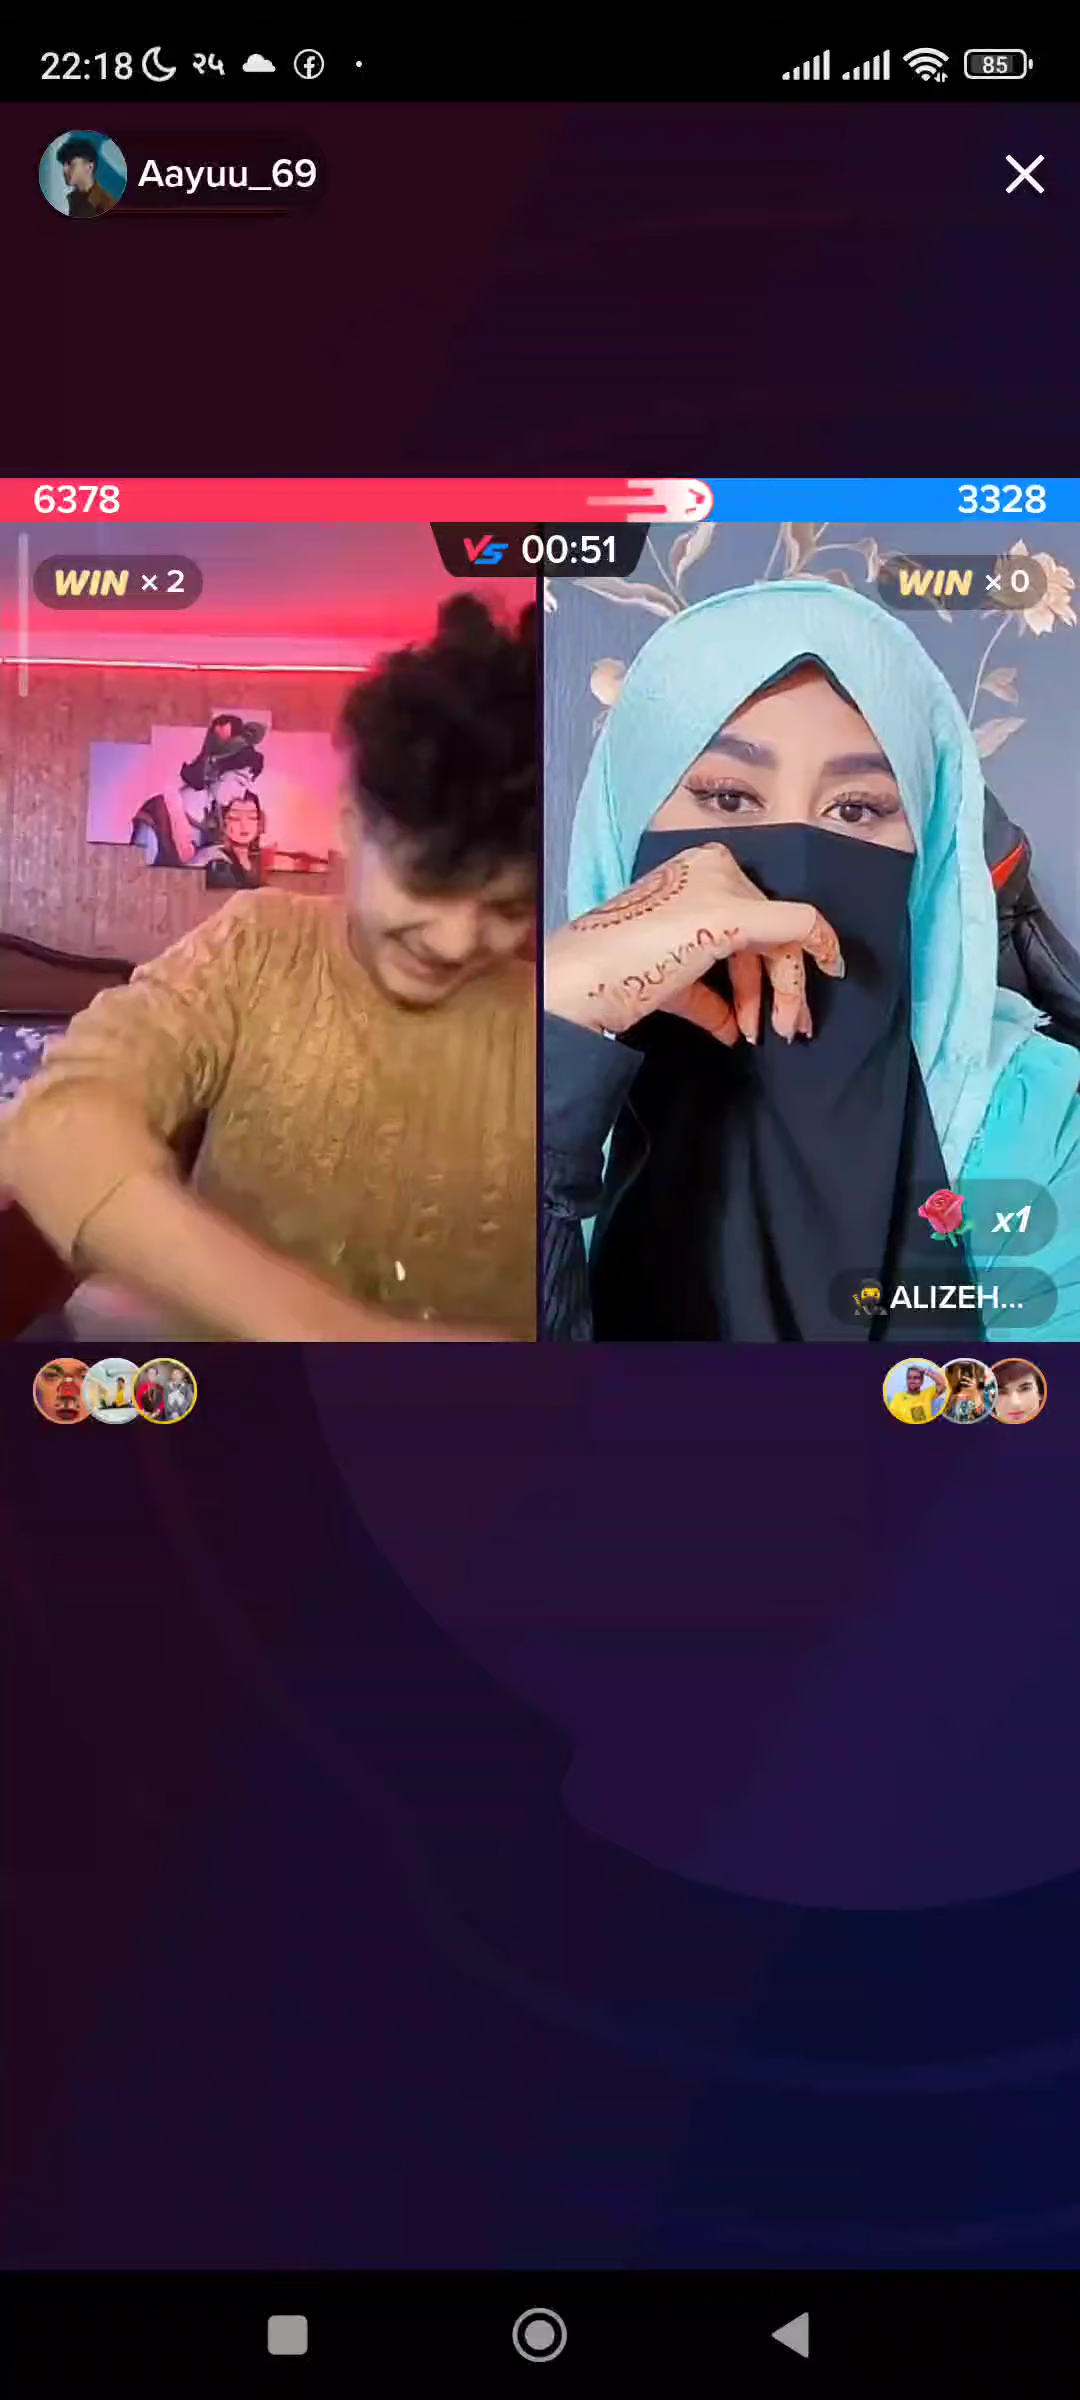 22:18 २५
85
Aayuu_69
6378
3328
VS 00:51
WIN × 2
WIN × 0
x1
ALIZEH...